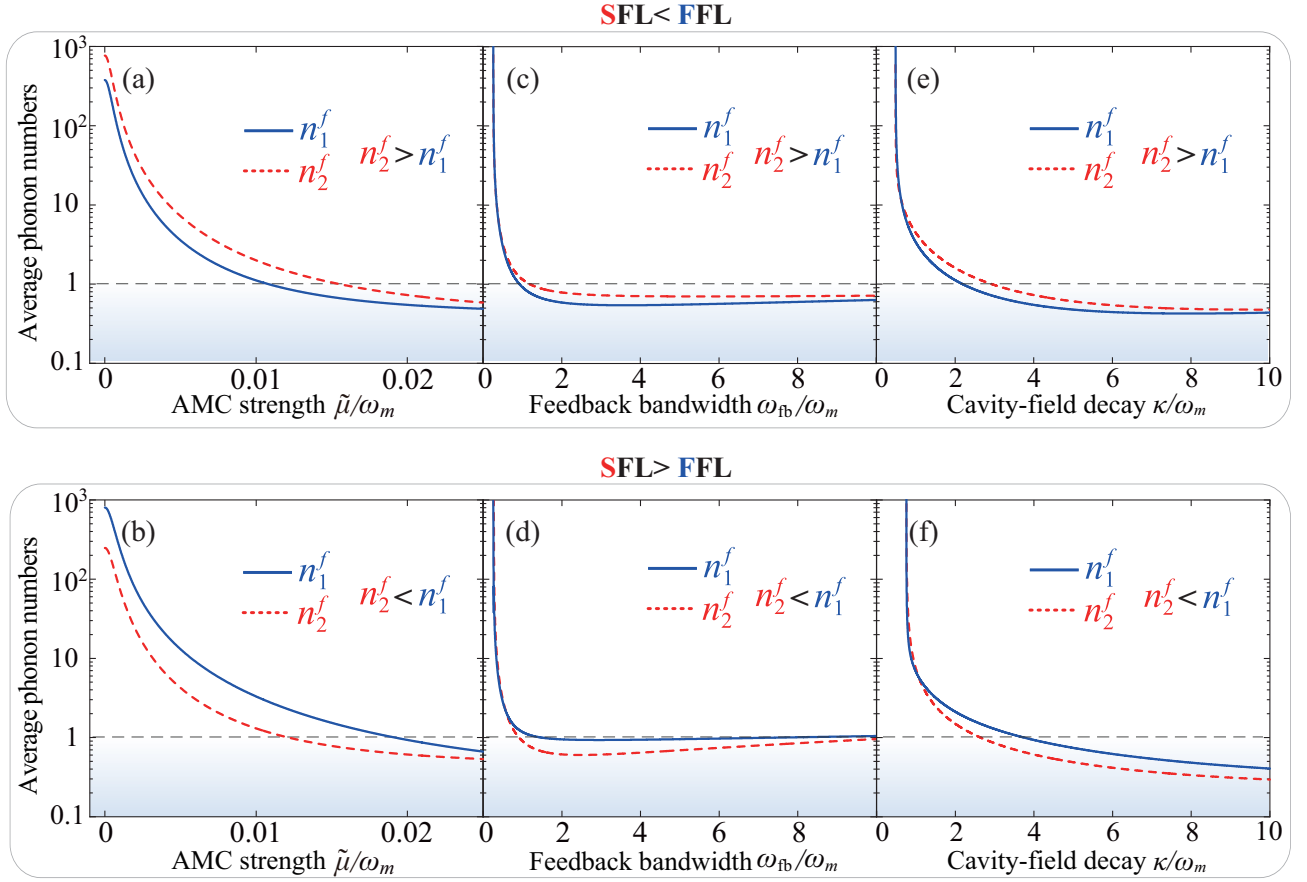 SFL< FFL
Average phonon numbers
10³
10²
10
1
0.1
(a)
n₁ᶠ
n₂ᶠ
n₂ᶠ > n₁ᶠ
0 0.01 0.02
AMC strength μ̃/ωₘ
(c)
n₁ᶠ
n₂ᶠ
n₂ᶠ > n₁ᶠ
0 2 4 6 8
Feedback bandwidth ω_fb/ωₘ
(e)
n₁ᶠ
n₂ᶠ
n₂ᶠ > n₁ᶠ
0 2 4 6 8 10
Cavity-field decay κ/ωₘ
SFL> FFL
Average phonon numbers
10³
10²
10
1
0.1
(b)
n₁ᶠ
n₂ᶠ
n₂ᶠ < n₁ᶠ
0 0.01 0.02
AMC strength μ̃/ωₘ
(d)
n₁ᶠ
n₂ᶠ
n₂ᶠ < n₁ᶠ
0 2 4 6 8
Feedback bandwidth ω_fb/ωₘ
(f)
n₁ᶠ
n₂ᶠ
n₂ᶠ < n₁ᶠ
0 2 4 6 8 10
Cavity-field decay κ/ωₘ